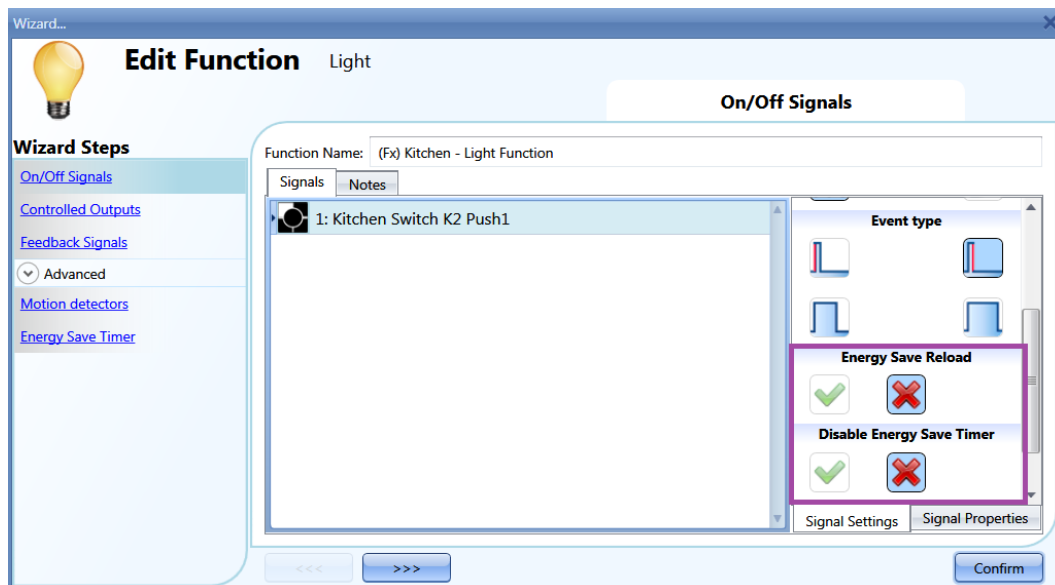 Wizard...
Edit Function Light
On/Off Signals
Wizard Steps
On/Off Signals
Controlled Outputs
Feedback Signals
Advanced
Motion detectors
Energy Save Timer
Function Name: (Fx) Kitchen - Light Function
Signals Notes
1: Kitchen Switch K2 Push1
Event type
Energy Save Reload
Disable Energy Save Timer
Signal Settings Signal Properties
<<< >>> Confirm